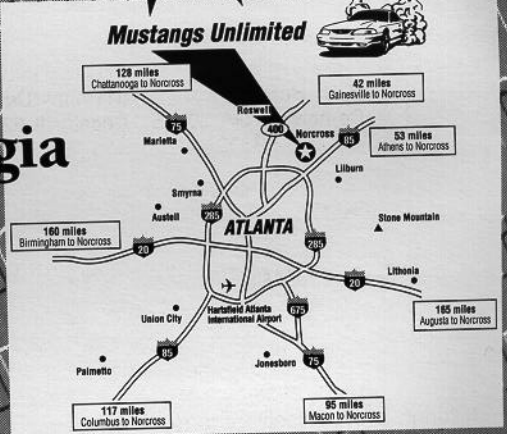 Mustangs Unlimited
128 miles
Chattanooga to Norcross
42 miles
Gainesville to Norcross
Roswell
400
Norcross
75
85
53 miles
Athens to Norcross
gia
Marietta
Lilburn
Smyrna
285
Austell
ATLANTA
Stone Mountain
160 miles
Birmingham to Norcross
20
285
Lithonia
20
Hartsfield Atlanta
International Airport
675
165 miles
Augusta to Norcross
Union City
85
Jonesboro
75
Palmetto
117 miles
Columbus to Norcross
95 miles
Macon to Norcross